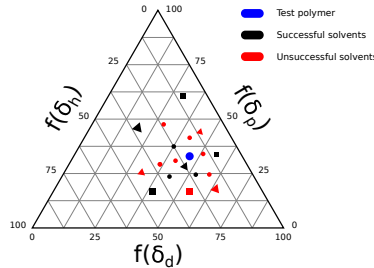 0 100
Test polymer
Successful solvents
Unsuccessful solvents
25 75
f(δh) f(δp)
50 50
75 25
100 0
0 25 50 75 100
f(δd)